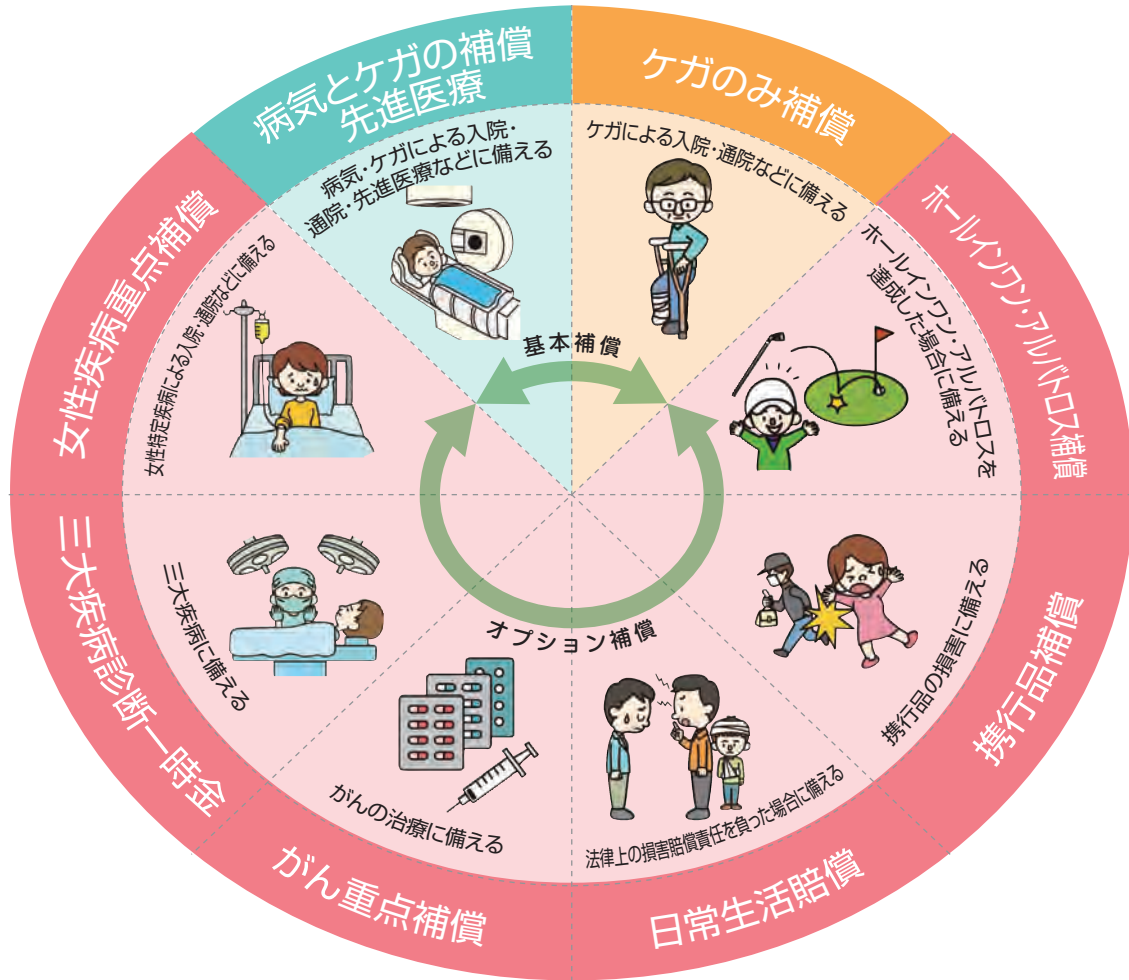 病気とケガの補償
先進医療
病気・ケガによる入院・
通院・先進医療などに備える
ケガのみ補償
ケガによる入院・通院などに備える
ホールインワン・アルバトロス補償
ホールインワン・アルバトロスを
達成した場合に備える
携行品補償
携行品の損害に備える
日常生活賠償
法律上の損害賠償責任を負った場合に備える
がん重点補償
がんの治療に備える
三大疾病診断一時金
三大疾病に備える
女性疾病重点補償
女性特定疾病による入院・通院などに備える
基本補償
オプション補償